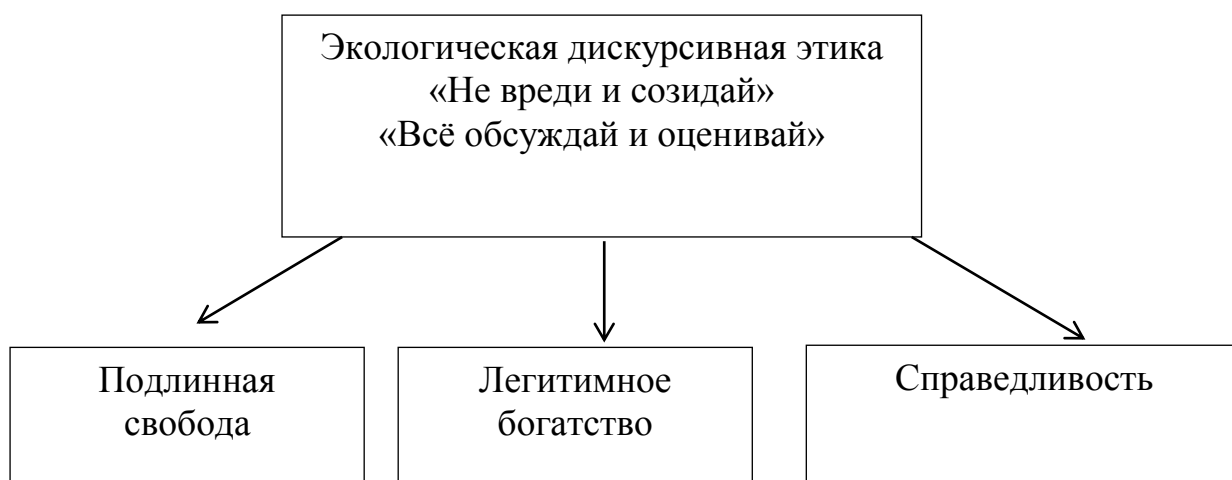 Экологическая дискурсивная этика
«Не вреди и созидай»
«Всё обсуждай и оценивай»
Подлинная
свобода
Легитимное
богатство
Справедливость